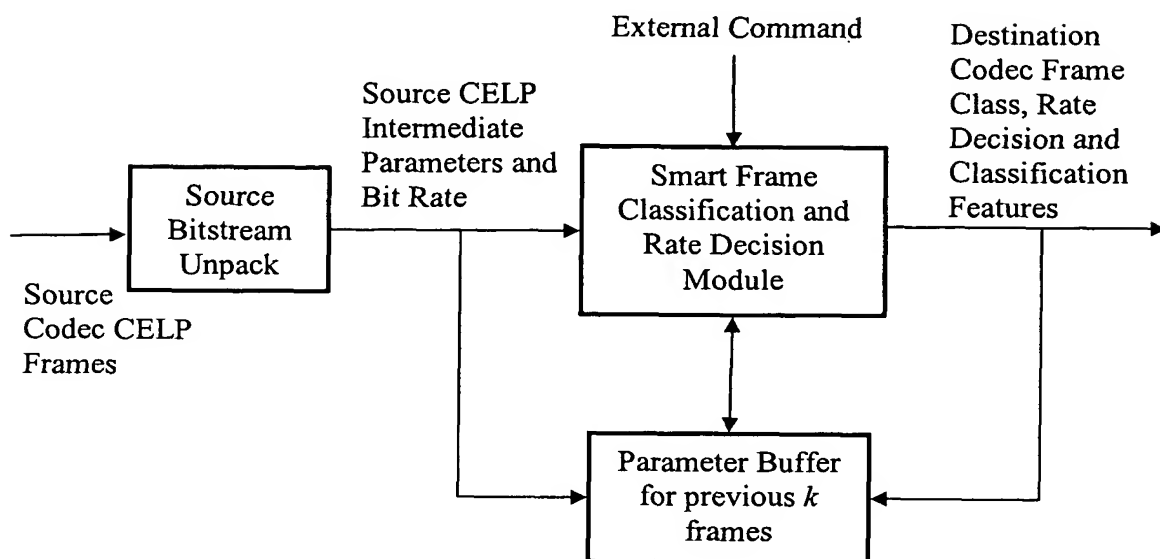 External Command
Destination
Codec Frame
Class, Rate
Decision and
Classification
Features
Source CELP
Intermediate
Parameters and
Bit Rate
Source
Bitstream
Unpack
Smart Frame
Classification and
Rate Decision
Module
Source
Codec CELP
Frames
Parameter Buffer
for previous k
frames